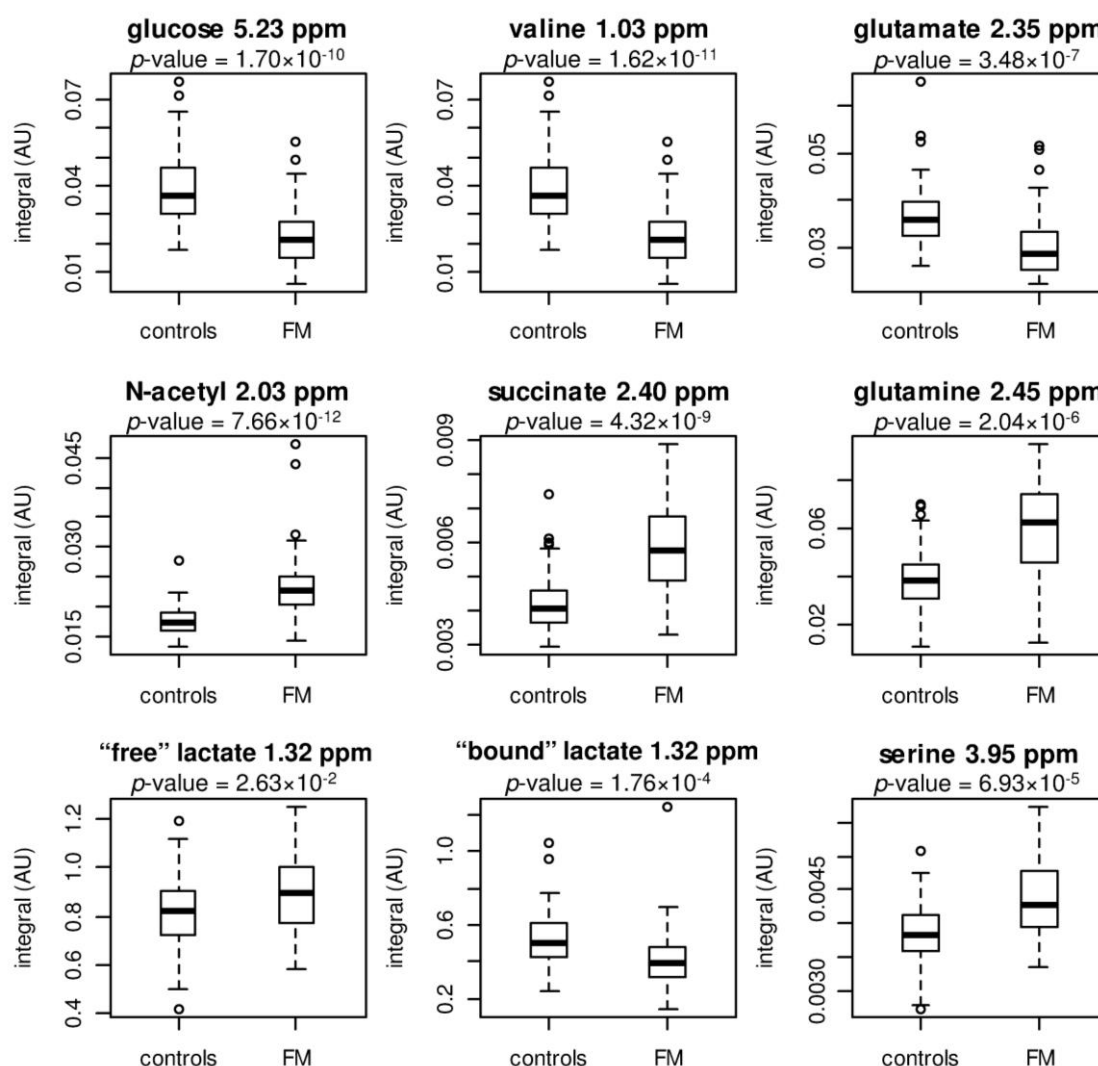 glucose 5.23 ppm
p-value = 1.70×10-10
integral (AU)
0.07
0.04
0.01
controls
FM
valine 1.03 ppm
p-value = 1.62×10-11
integral (AU)
0.07
0.04
0.01
controls
FM
glutamate 2.35 ppm
p-value = 3.48×10-7
integral (AU)
0.05
0.03
controls
FM
N-acetyl 2.03 ppm
p-value = 7.66×10-12
integral (AU)
0.045
0.030
0.015
controls
FM
succinate 2.40 ppm
p-value = 4.32×10-9
integral (AU)
0.009
0.006
0.003
controls
FM
glutamine 2.45 ppm
p-value = 2.04×10-6
integral (AU)
0.06
0.02
controls
FM
“free” lactate 1.32 ppm
p-value = 2.63×10-2
integral (AU)
1.2
1.0
0.8
0.6
0.4
controls
FM
“bound” lactate 1.32 ppm
p-value = 1.76×10-4
integral (AU)
1.0
0.6
0.2
controls
FM
serine 3.95 ppm
p-value = 6.93×10-5
integral (AU)
0.0045
0.0030
controls
FM